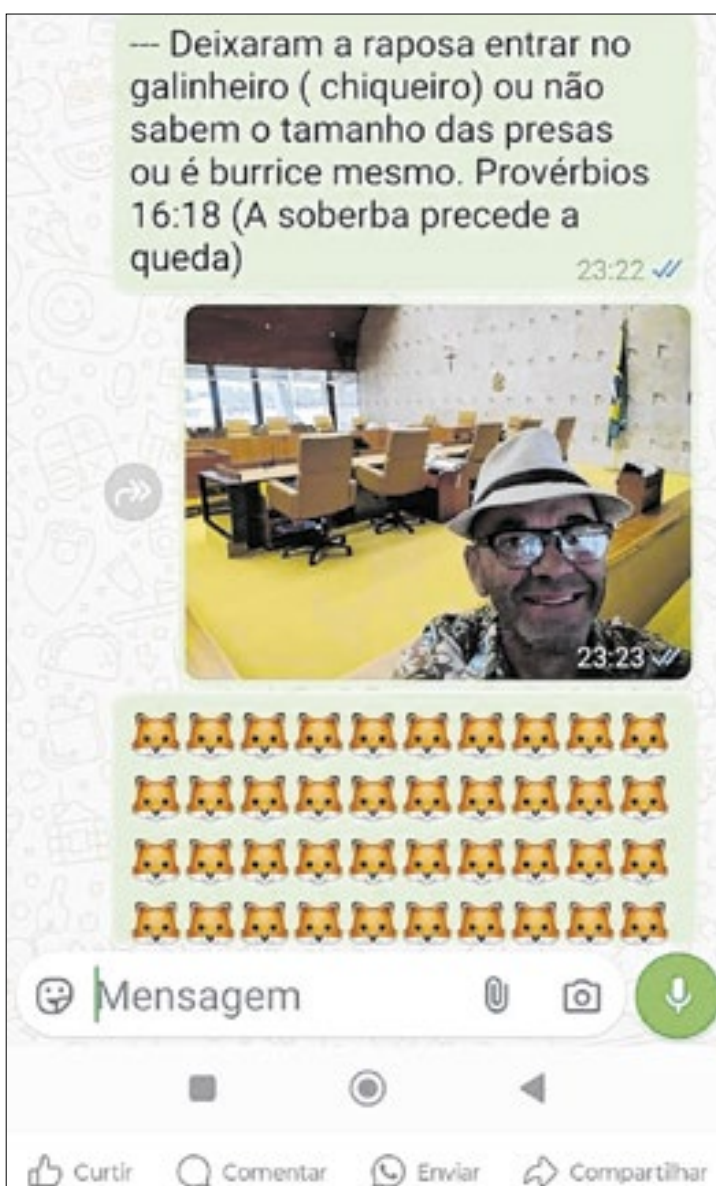 --- Deixaram a raposa entrar no
galinheiro ( chiqueiro) ou não
sabem o tamanho das presas
ou é burrice mesmo. Provérbios
16:18 (A soberba precede a
queda)
23:22
23:23
Mensagem
Curtir Comentar Enviar Compartilhar